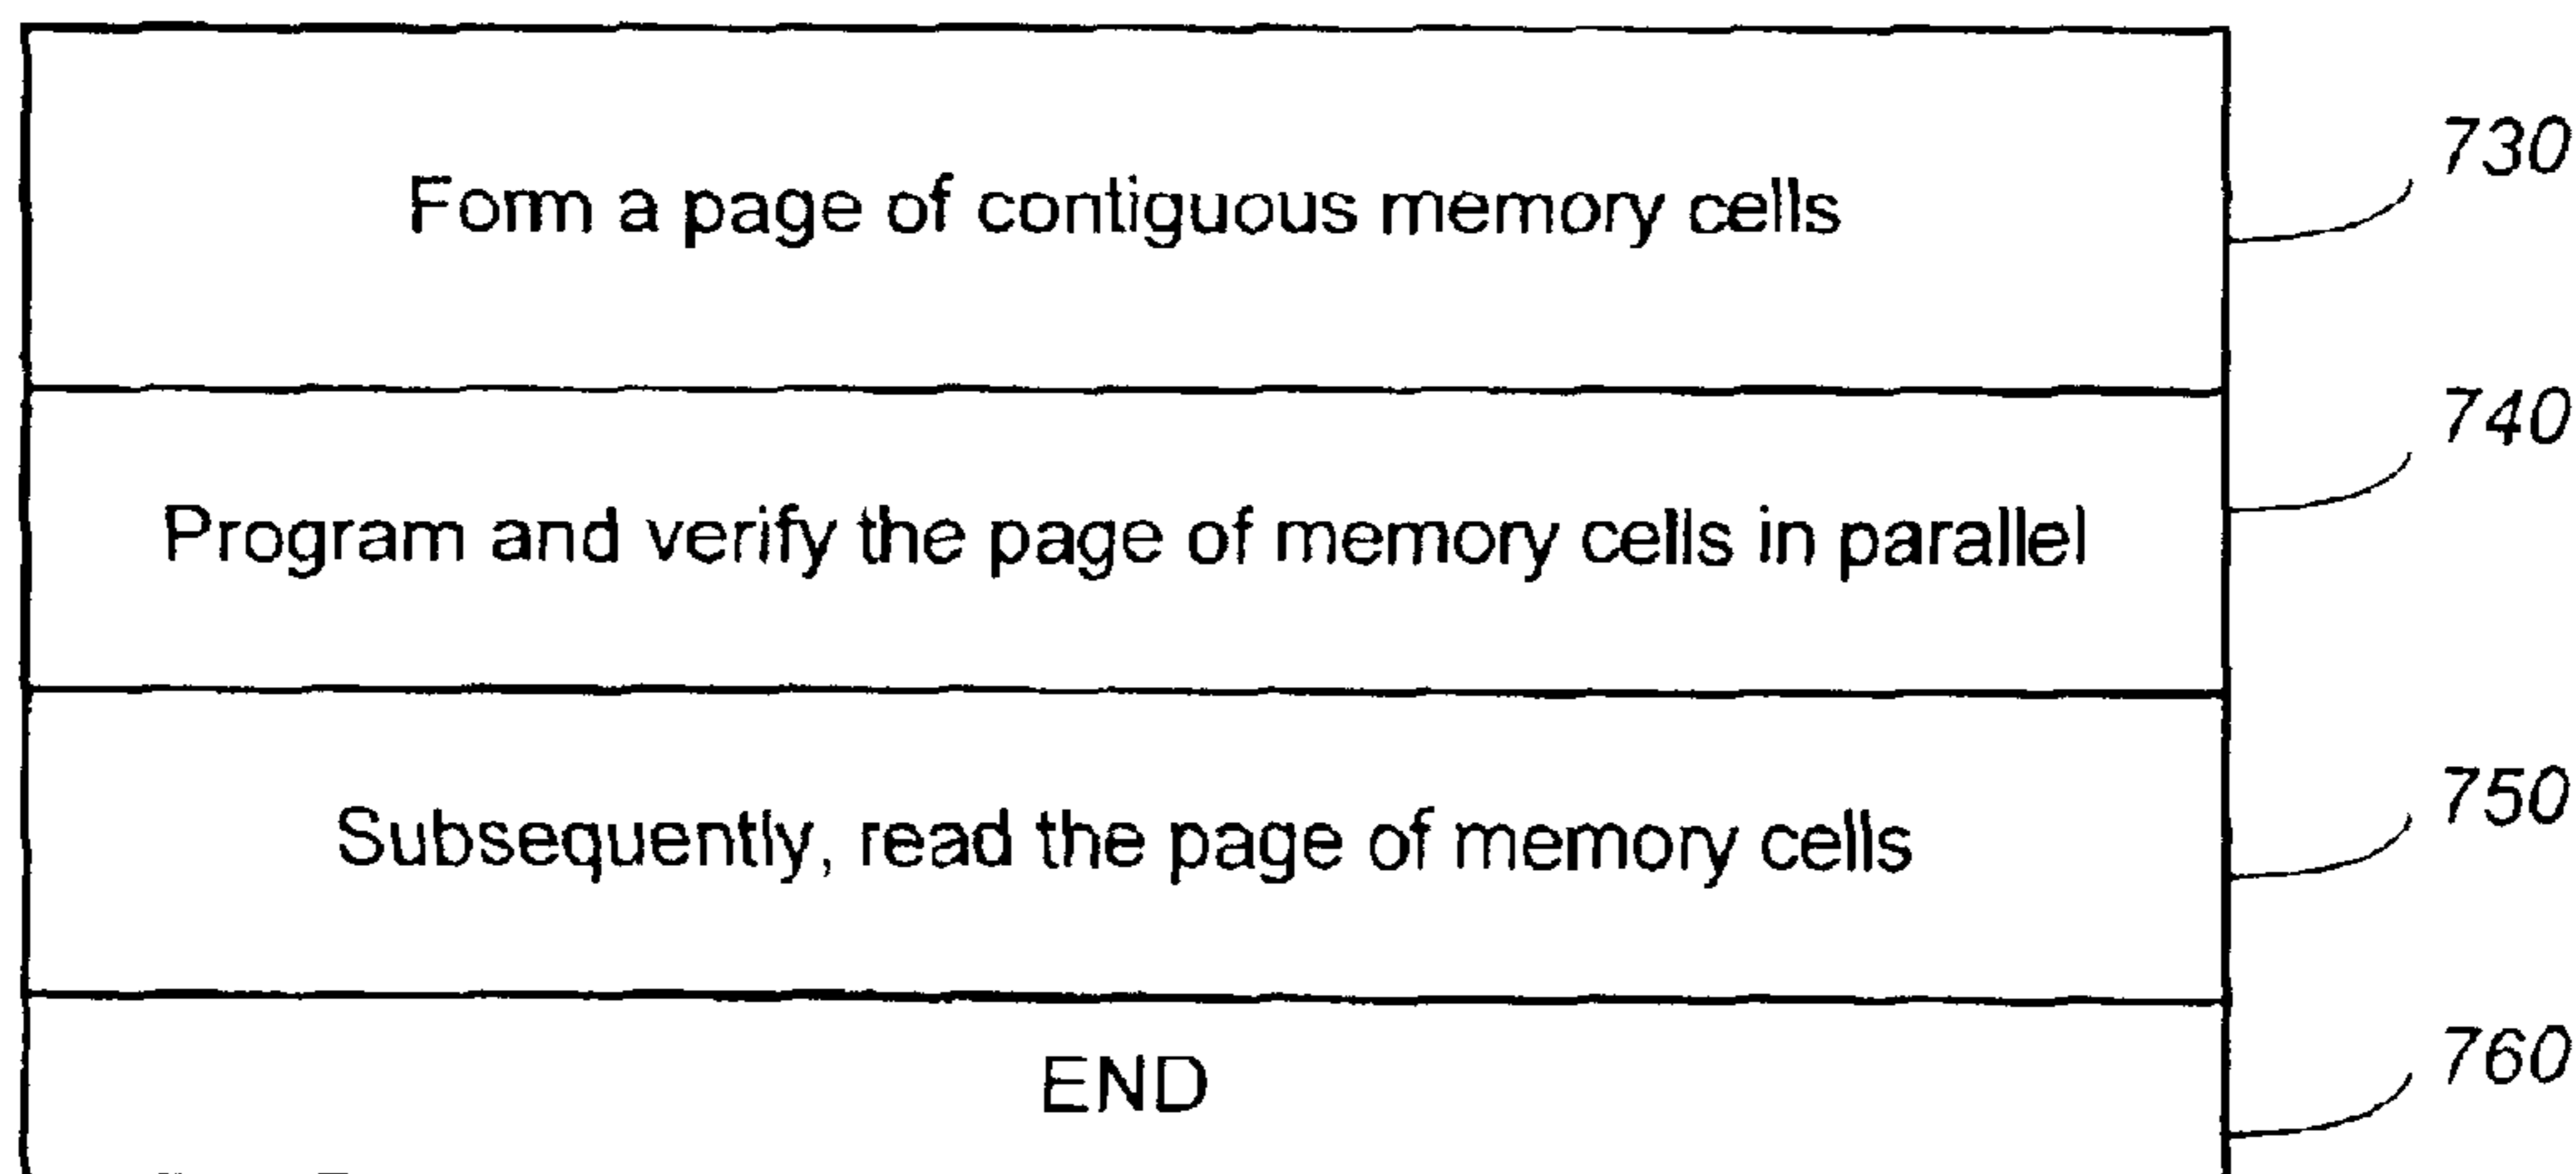 Form a page of contiguous memory cells
730
Program and verify the page of memory cells in parallel
740
Subsequently, read the page of memory cells
750
END
760